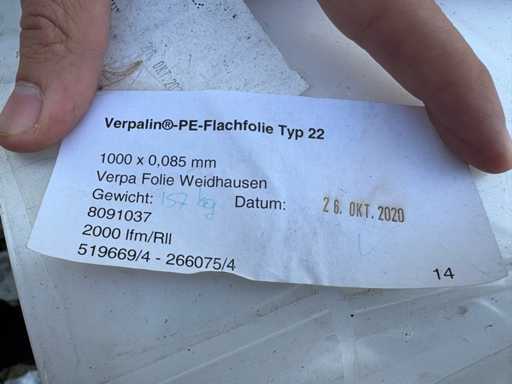 Verpalin®-PE-Flachfolie Typ 22
1000 x 0,085 mm
Verpa Folie Weidhausen
Gewicht: 157 kg Datum: 26. OKT. 2020
8091037
2000 lfm/Rll
519669/4 - 266075/4
14